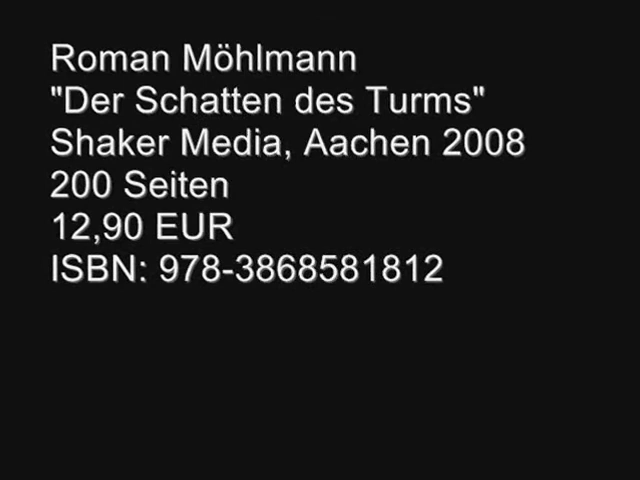 Roman Möhlmann
"Der Schatten des Turms"
Shaker Media, Aachen 2008
200 Seiten
12,90 EUR
ISBN: 978-3868581812